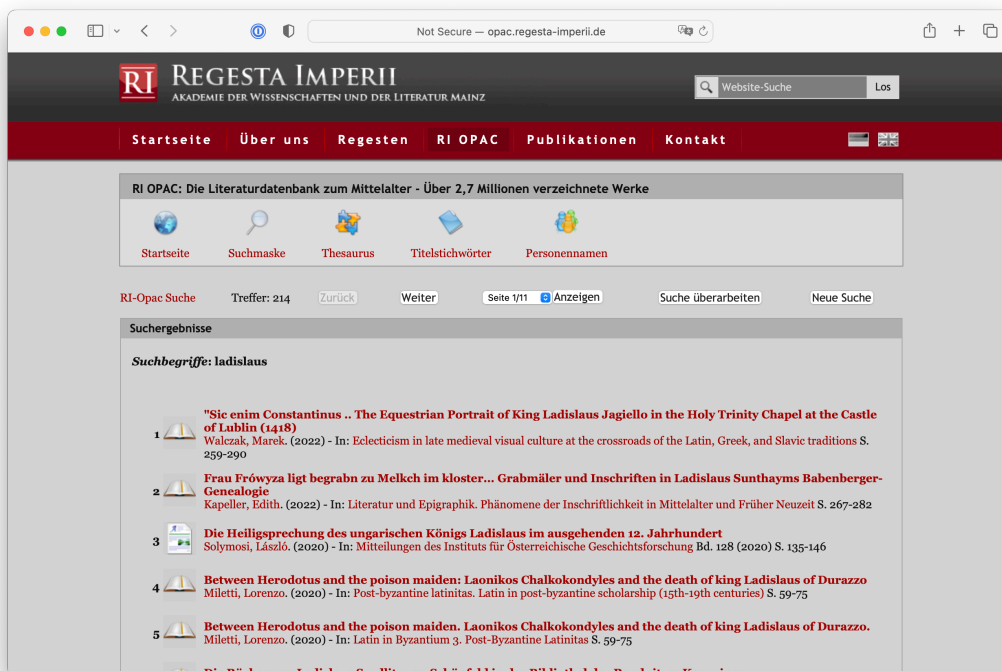 Not Secure — opac.regesta-imperii.de
RI
REGESTA IMPERII
AKADEMIE DER WISSENSCHAFTEN UND DER LITERATUR MAINZ
Website-Suche
Los
Startseite Über uns Regesten RI OPAC Publikationen Kontakt
RI OPAC: Die Literaturdatenbank zum Mittelalter - Über 2,7 Millionen verzeichnete Werke
Startseite Suchmaske Thesaurus Titelstichwörter Personennamen
RI-Opac Suche Treffer: 214 Zurück Weiter Seite 1/11 Anzeigen Suche überarbeiten Neue Suche
Suchergebnisse
Suchbegriffe: ladislaus
"Sic enim Constantinus .. The Equestrian Portrait of King Ladislaus Jagiello in the Holy Trinity Chapel at the Castle
1 of Lublin (1418)
Walczak, Marek. (2022) - In: Eclecticism in late medieval visual culture at the crossroads of the Latin, Greek, and Slavic traditions S.
259-290
Frau Frówyza ligt begrabn zu Melkch im kloster... Grabmäler und Inschriften in Ladislaus Sunthayms Babenberger-
2 Genealogie
Kapeller, Edith. (2022) - In: Literatur und Epigraphik. Phänomene der Inschriftlichkeit in Mittelalter und Früher Neuzeit S. 267-282
3 Die Heiligsprechung des ungarischen Königs Ladislaus im ausgehenden 12. Jahrhundert
Solymosi, László. (2020) - In: Mitteilungen des Instituts für Österreichische Geschichtsforschung Bd. 128 (2020) S. 135-146
4 Between Herodotus and the poison maiden: Laonikos Chalkokondyles and the death of king Ladislaus of Durazzo
Miletti, Lorenzo. (2020) - In: Post-byzantine latinitas. Latin in post-byzantine scholarship (15th-19th centuries) S. 59-75
5 Between Herodotus and the poison maiden. Laonikos Chalkokondyles and the death of king Ladislaus of Durazzo.
Miletti, Lorenzo. (2020) - In: Latin in Byzantium 3. Post-Byzantine Latinitas S. 59-75